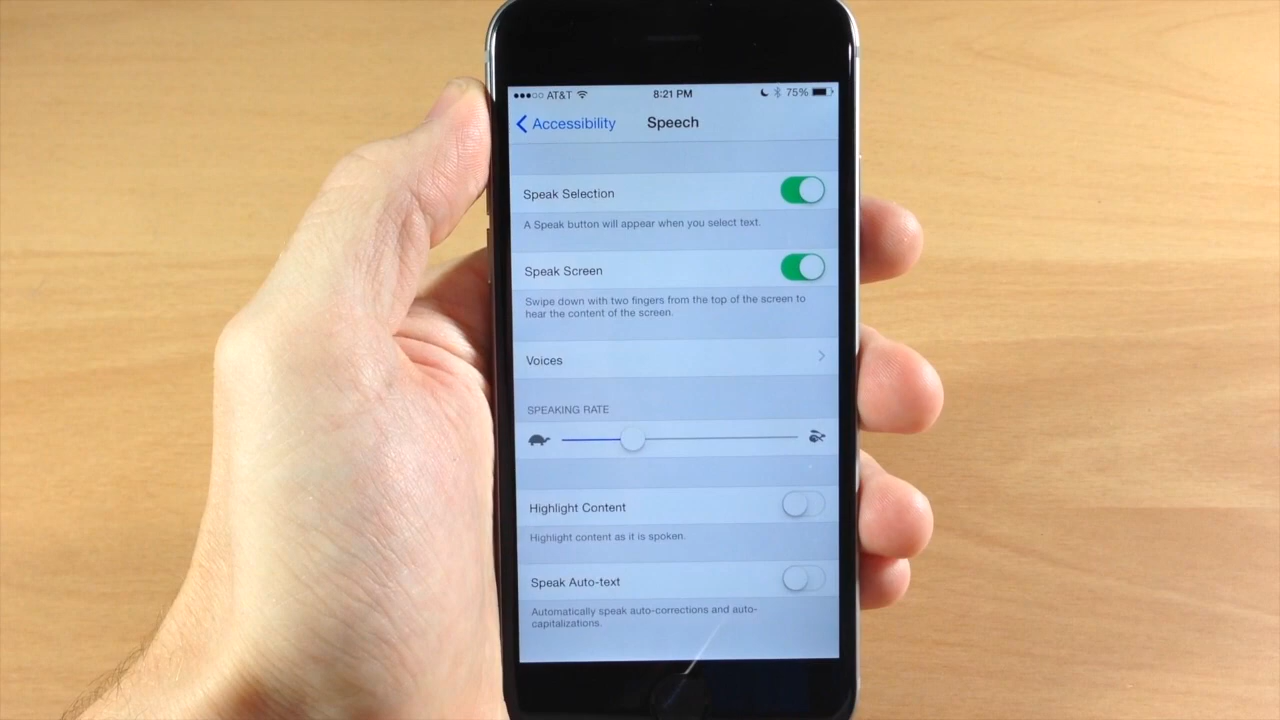 AT&T 8:21 PM 75%
Accessibility Speech
Speak Selection
A Speak button will appear when you select text.
Speak Screen
Swipe down with two fingers from the top of the screen to
hear the content of the screen.
Voices
SPEAKING RATE
Highlight Content
Highlight content as it is spoken.
Speak Auto-text
Automatically speak auto-corrections and auto-
capitalizations.